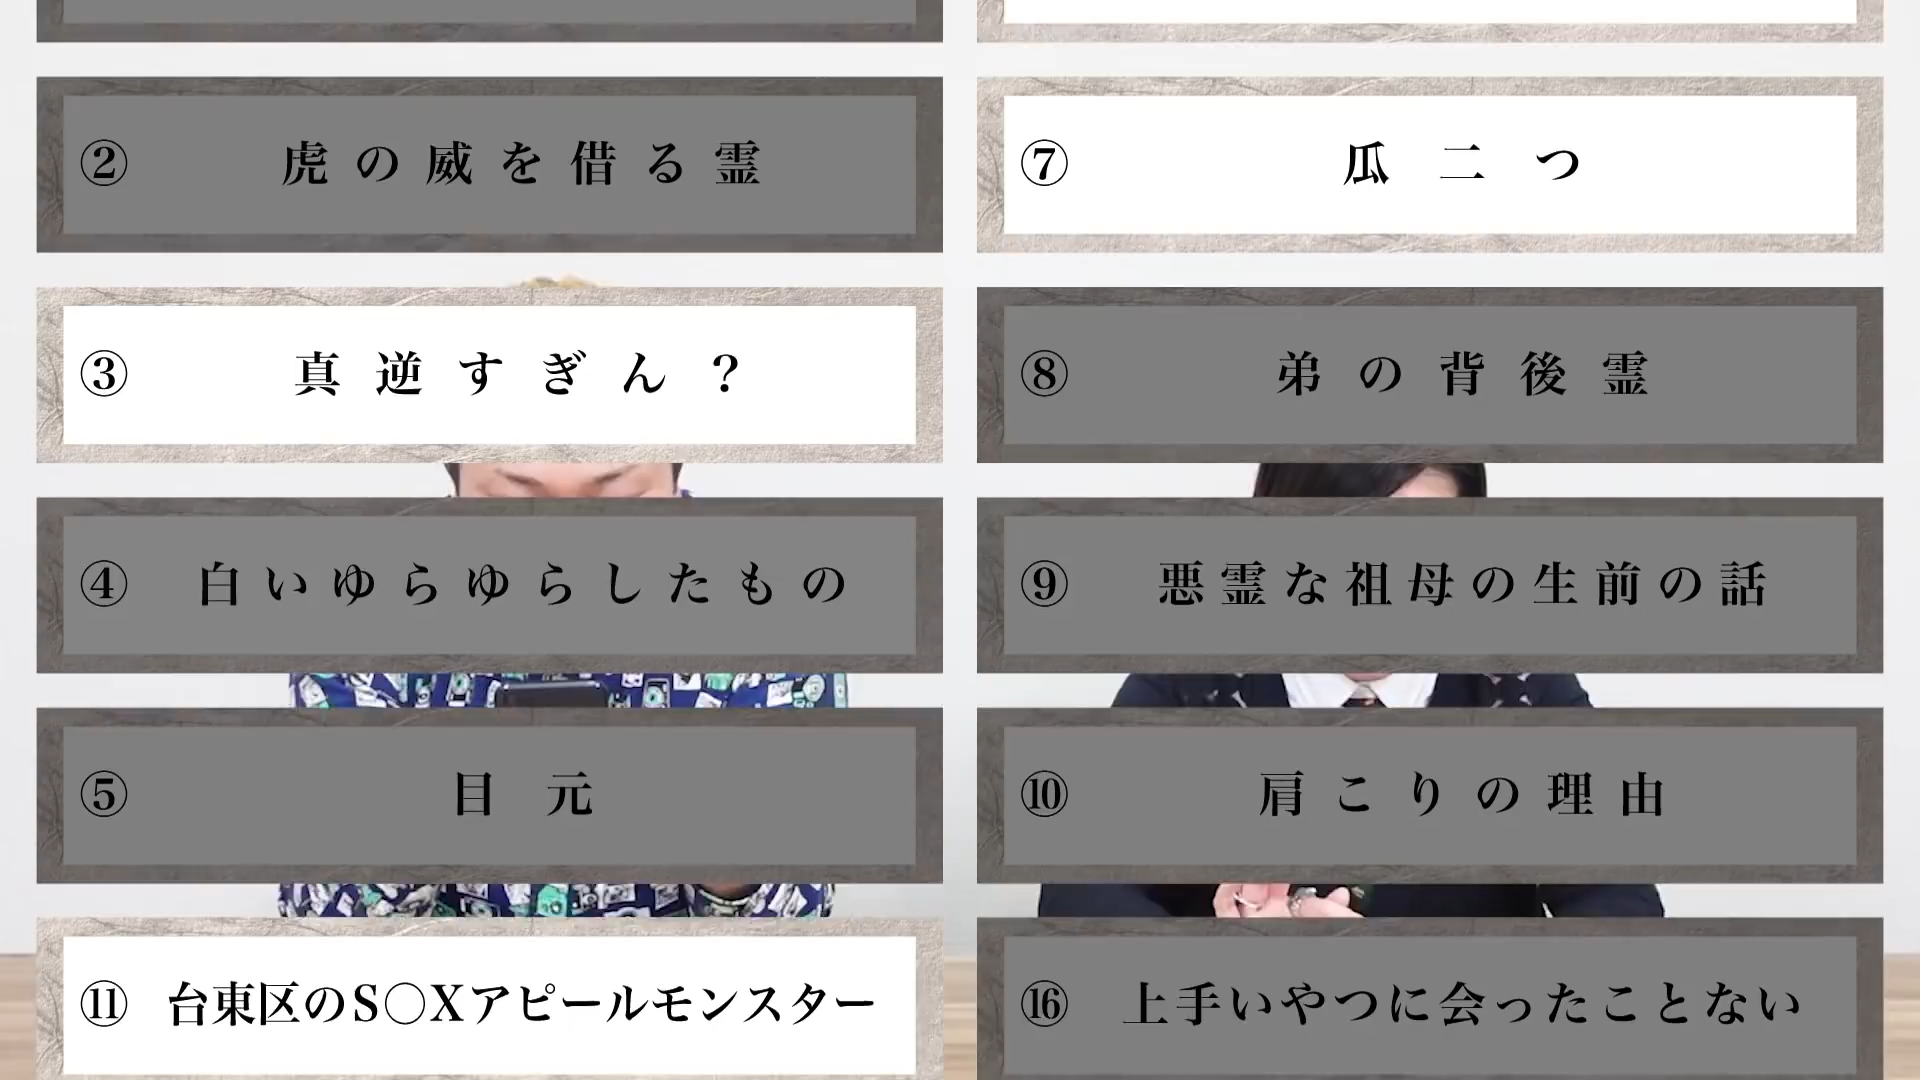 ② 虎の威を借る霊
③ 真逆すぎん？
④ 白いゆらゆらしたもの
⑤ 目元
⑪ 台東区のS〇Xアピールモンスター
⑦ 瓜二つ
⑧ 弟の背後霊
⑨ 悪霊な祖母の生前の話
⑩ 肩こりの理由
⑯ 上手いやつに会ったことない